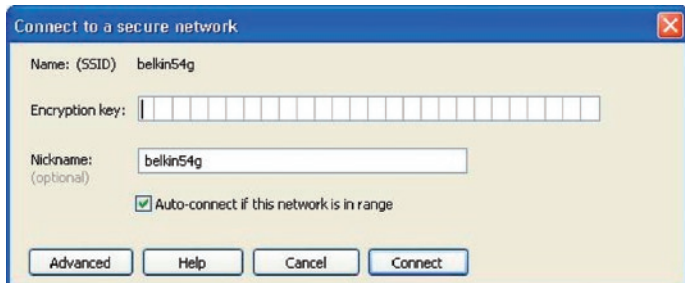 Connect to a secure network
Name: (SSID) belkin54g
Encryption key:
Nickname: belkin54g
(optional)
Auto-connect if this network is in range
Advanced Help Cancel Connect